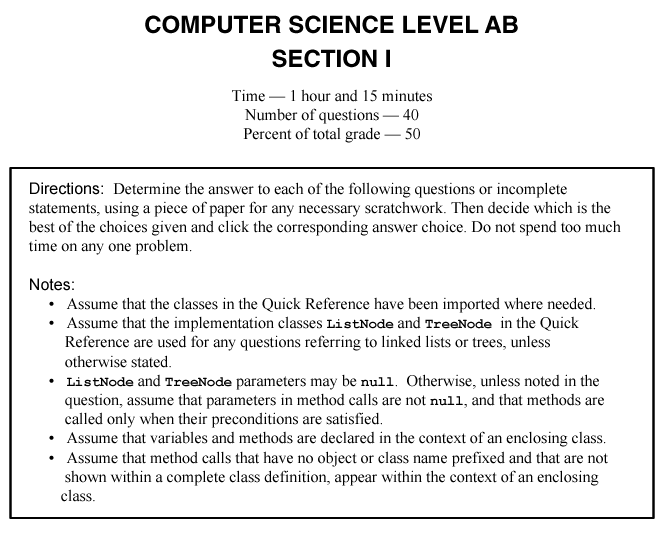 COMPUTER SCIENCE LEVEL AB
SECTION I
Time — 1 hour and 15 minutes
Number of questions — 40
Percent of total grade — 50
Directions: Determine the answer to each of the following questions or incomplete
statements, using a piece of paper for any necessary scratchwork. Then decide which is the
best of the choices given and click the corresponding answer choice. Do not spend too much
time on any one problem.
Notes:
• Assume that the classes in the Quick Reference have been imported where needed.
• Assume that the implementation classes ListNode and TreeNode in the Quick
Reference are used for any questions referring to linked lists or trees, unless
otherwise stated.
• ListNode and TreeNode parameters may be null. Otherwise, unless noted in the
question, assume that parameters in method calls are not null, and that methods are
called only when their preconditions are satisfied.
• Assume that variables and methods are declared in the context of an enclosing class.
• Assume that method calls that have no object or class name prefixed and that are not
shown within a complete class definition, appear within the context of an enclosing
class.